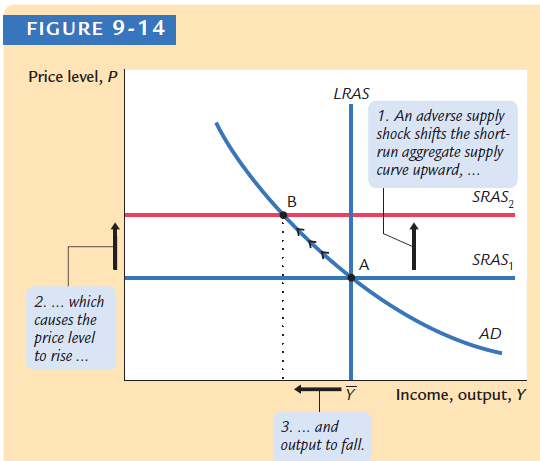 FIGURE 9-14
Price level, P
LRAS
1. An adverse supply
shock shifts the short-
run aggregate supply
curve upward, ...
SRAS₂
B
SRAS₁
A
2. ... which
causes the
price level
to rise ...
AD
Y̅
Income, output, Y
3. ... and
output to fall.